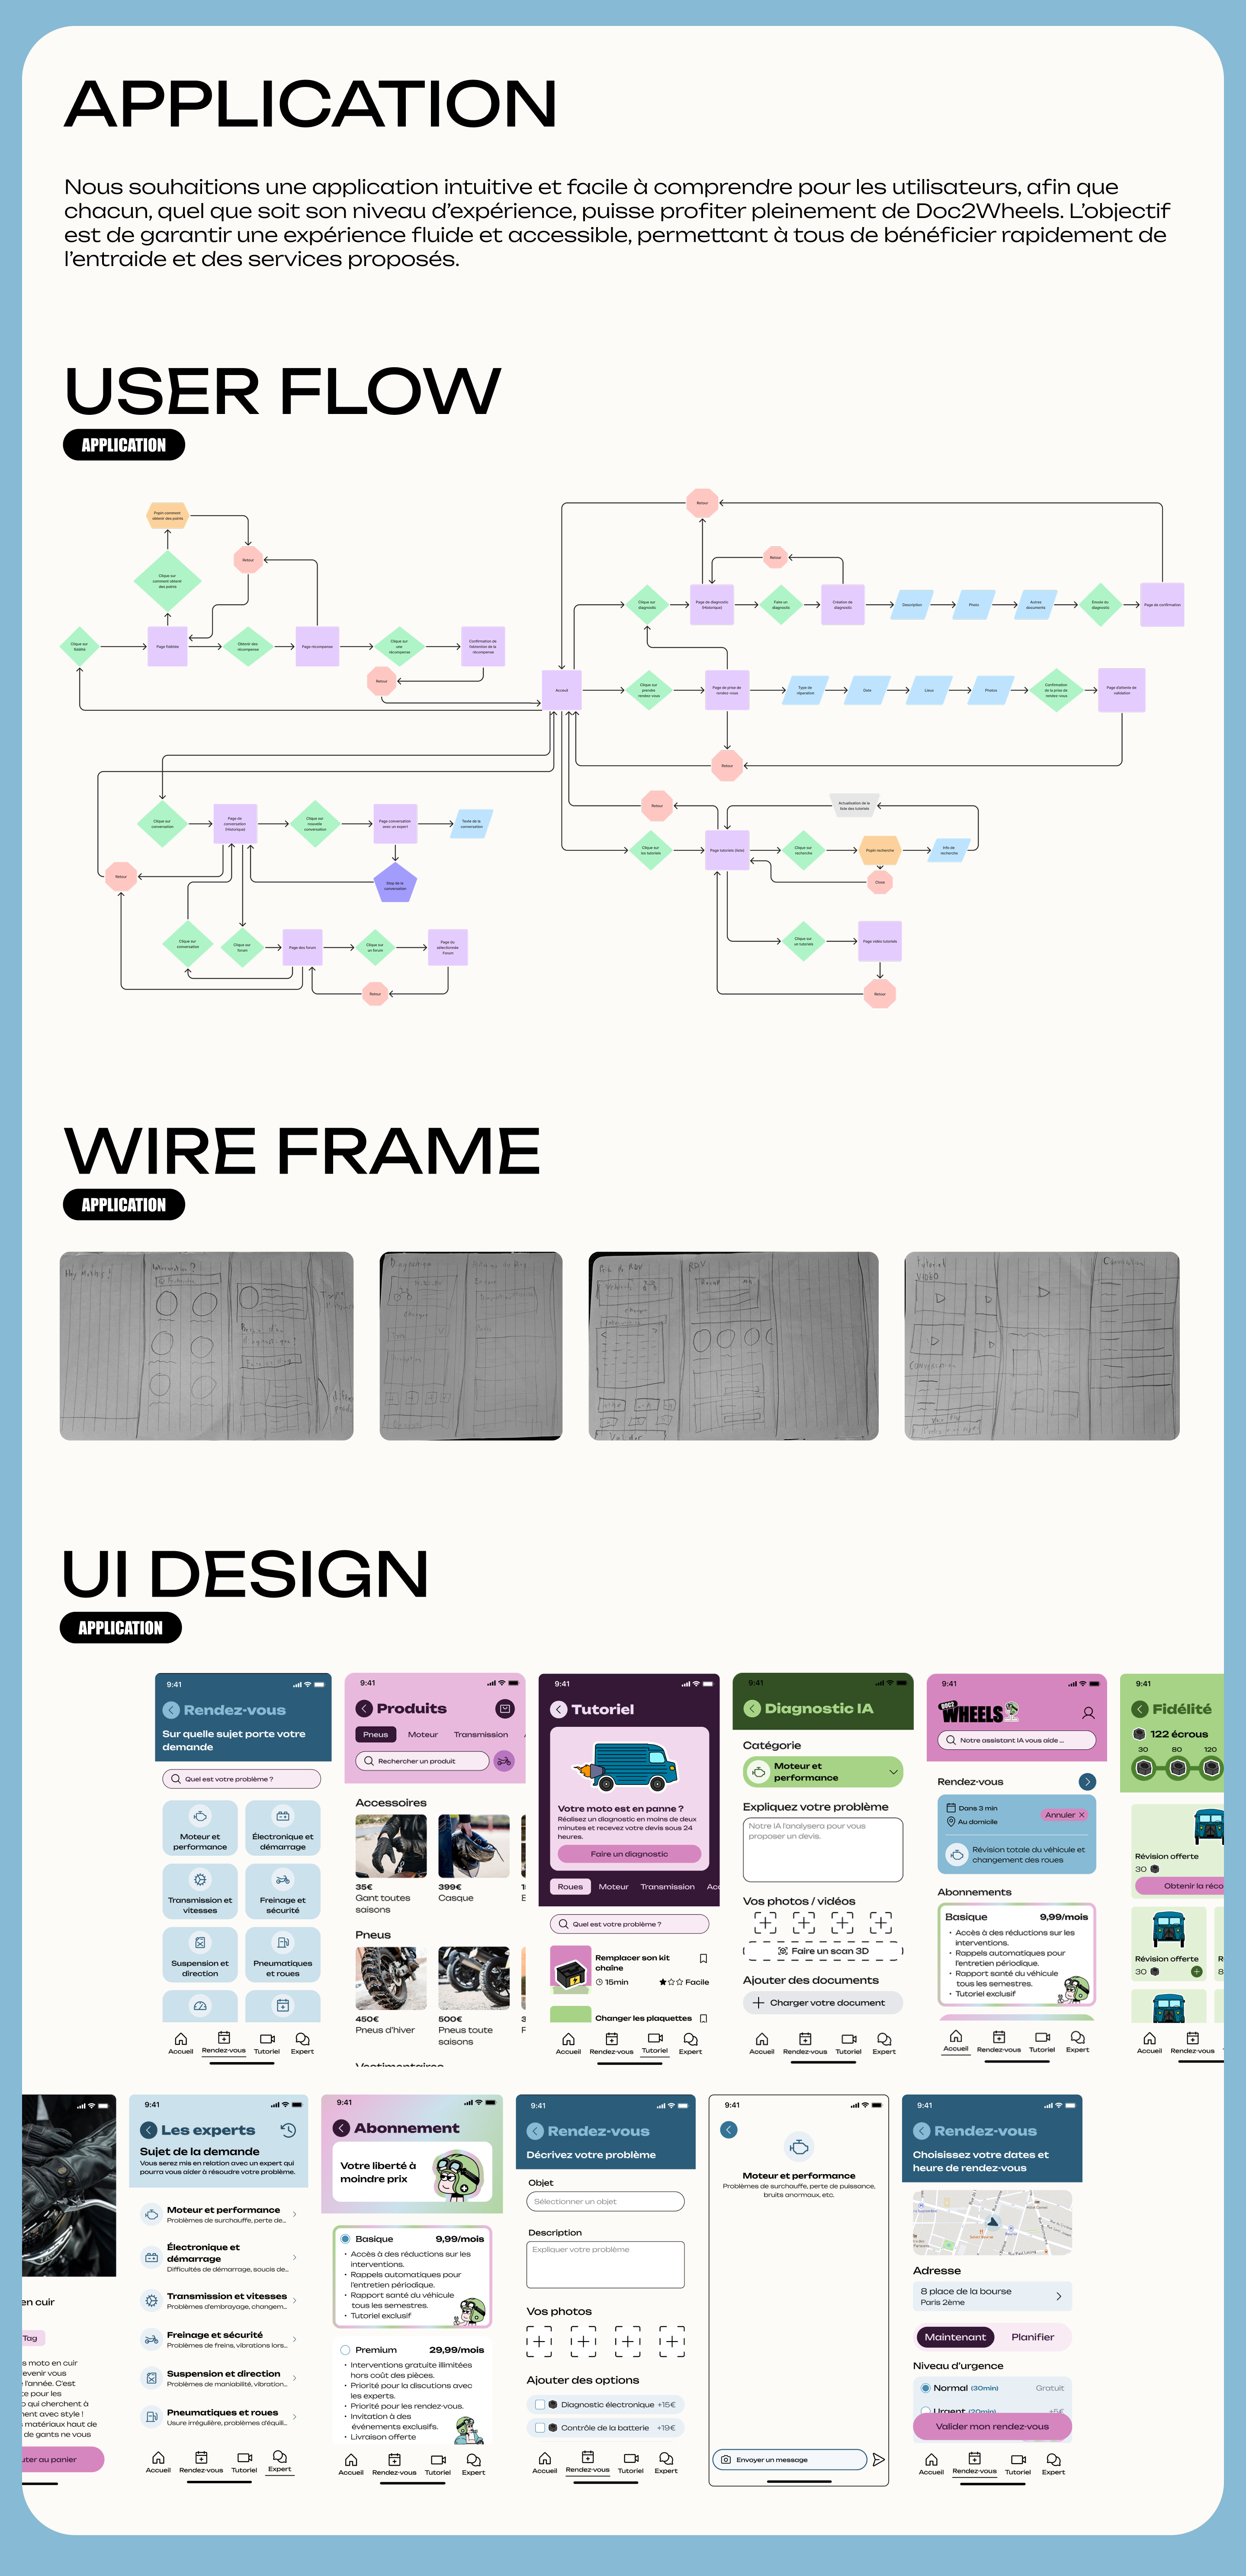 APPLICATION
Nous souhaitions une application intuitive et facile à comprendre pour les utilisateurs, afin que
chacun, quel que soit son niveau d'expérience, puisse profiter pleinement de Doc2Wheels. L'objectif
est de garantir une expérience fluide et accessible, permettant à tous de bénéficier rapidement de
l'entraide et des services proposés.
USER FLOW
APPLICATION
Popin comment
obtenir des points
Retour
Clique sur
comment obtenir
des points
Clique sur
fidélité
Page fidélité
Obtenir des
récompense
Page récompense
Clique sur
une
récompense
Confirmation de
l'obtention de la
récompense
Retour
Retour
Retour
Clique sur
diagnostic
Page de diagnostic
(Historique)
Faire un
diagnostic
Création de
diagnostic
Description
Photo
Autres
documents
Envoie du
diagnostic
Page de confirmation
Acceuil
Clique sur
prendre
rendez-vous
Page de prise de
rendez-vous
Type de
réparation
Date
Lieux
Photos
Confirmation
de la prise de
rendez-vous
Page d'attente de
validation
Retour
Clique sur
conversation
Page de
conversation
(Historique)
Clique sur
nouvelle
conversation
Page conversation
avec un expert
Texte de la
conversation
Retour
Stop de la
conversation
Clique sur
conversation
Clique sur
forum
Page des forum
Clique sur
un forum
Page du
sélectionnée
Forum
Retour
Retour
Actualisation de la
liste des tutoriels
Clique sur
les tutoriels
Page tutoriels (liste)
Clique sur
recherche
Popin recherche
Info de
recherche
Close
Clique sur
un tutoriels
Page vidéo tutoriels
Retour
WIRE FRAME
APPLICATION
Diagnostic
RDV
Tutoriel
VIDEO
Conversation
UI DESIGN
APPLICATION
9:41
Rendez-vous
Sur quelle sujet porte votre
demande
Quel est votre problème ?
Moteur et
performance
Électronique et
démarrage
Transmission et
vitesses
Freinage et
sécurité
Suspension et
direction
Pneumatiques
et roues
Accueil
Rendez-vous
Tutoriel
Expert
9:41
Produits
Pneus
Moteur
Transmission
Rechercher un produit
Accessoires
35€
Gant toutes
saisons
399€
Casque
Pneus
450€
Pneus d'hiver
500€
Pneus toute
saisons
Vestimentaires
9:41
Tutoriel
Votre moto est en panne ?
Réalisez un diagnostic en moins de deux
minutes et recevez votre devis sous 24
heures.
Faire un diagnostic
Roues
Moteur
Transmission
Acc
Quel est votre problème ?
Remplacer son kit
chaîne
15min
Facile
Changer les plaquettes
Accueil
Rendez-vous
Tutoriel
Expert
9:41
Diagnostic IA
Catégorie
Moteur et
performance
Expliquez votre problème
Notre IA l'analysera pour vous
proposer un devis.
Vos photos / vidéos
Faire un scan 3D
Ajouter des documents
Charger votre document
Accueil
Rendez-vous
Tutoriel
Expert
9:41
DOC2
WHEELS
Notre assistant IA vous aide ...
Rendez-vous
Dans 3 min
Au domicile
Annuler
Révision totale du véhicule et
changement des roues
Abonnements
Basique
9,99/mois
• Accès à des réductions sur les
interventions.
• Rappels automatiques pour
l'entretien périodique.
• Rapport santé du véhicule
tous les semestres.
• Tutoriel exclusif
Accueil
Rendez-vous
Tutoriel
Expert
9:41
Fidélité
122 écrous
30
80
120
Révision offerte
30
Obtenir la réco
Révision offerte
30
Accueil
Rendez-vous
en cuir
Tag
s moto en cuir
evenir vous
e l'année. C'est
te pour les
o qui cherchent à
nent avec style !
s matériaux haut de
de gants ne vous
uter au panier
9:41
Les experts
Sujet de la demande
Vous serez mis en relation avec un expert qui
pourra vous aider à résoudre votre problème.
Moteur et performance
Problèmes de surchauffe, perte de...
Électronique et
démarrage
Difficultés de démarrage, soucis de...
Transmission et vitesses
Problèmes d'embrayage, changem...
Freinage et sécurité
Problèmes de freins, vibrations lors...
Suspension et direction
Problèmes de maniabilité, vibration...
Pneumatiques et roues
Usure irrégulière, problèmes d'équili...
Accueil
Rendez-vous
Tutoriel
Expert
9:41
Abonnement
Votre liberté à
moindre prix
Basique
9,99/mois
• Accès à des réductions sur les
interventions.
• Rappels automatiques pour
l'entretien périodique.
• Rapport santé du véhicule
tous les semestres.
• Tutoriel exclusif
Premium
29,99/mois
• Interventions gratuite illimitées
hors coût des pièces.
• Priorité pour la discutions avec
les experts.
• Priorité pour les rendez-vous.
• Invitation à des
événements exclusifs.
• Livraison offerte
Accueil
Rendez-vous
Tutoriel
Expert
9:41
Rendez-vous
Décrivez votre problème
Objet
Sélectionner un objet
Description
Expliquer votre problème
Vos photos
Ajouter des options
Diagnostic électronique
+15€
Contrôle de la batterie
+19€
Accueil
Rendez-vous
Tutoriel
Expert
9:41
Moteur et performance
Problèmes de surchauffe, perte de puissance,
bruits anormaux, etc.
Envoyer un message
9:41
Rendez-vous
Choisissez votre dates et
heure de rendez-vous
Adresse
8 place de la bourse
Paris 2ème
Maintenant
Planifier
Niveau d'urgence
Normal (30min)
Gratuit
Urgent (20min)
+5€
Valider mon rendez-vous
Accueil
Rendez-vous
Tutoriel
Expert